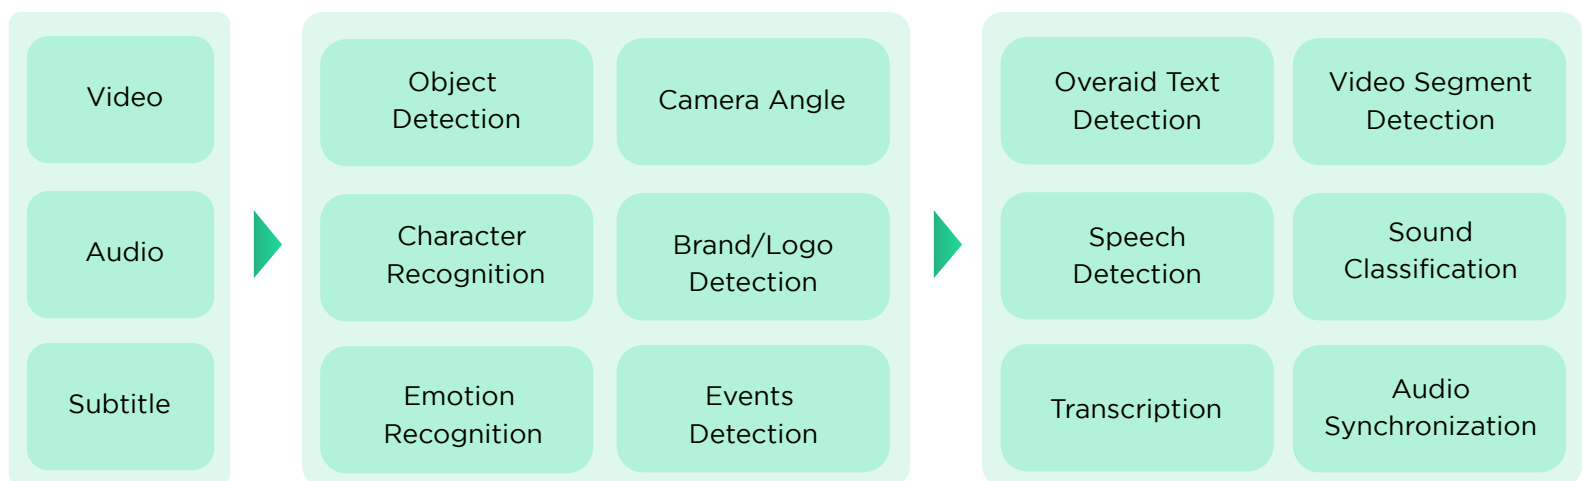 Video
Audio
Subtitle
Object
Detection
Camera Angle
Character
Recognition
Brand/Logo
Detection
Emotion
Recognition
Events
Detection
Overaid Text
Detection
Video Segment
Detection
Speech
Detection
Sound
Classification
Transcription
Audio
Synchronization